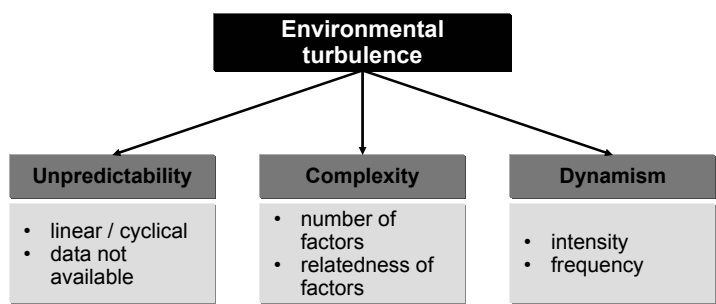 Environmental
turbulence
Unpredictability
• linear / cyclical
• data not
available
Complexity
• number of
factors
• relatedness of
factors
Dynamism
• intensity
• frequency